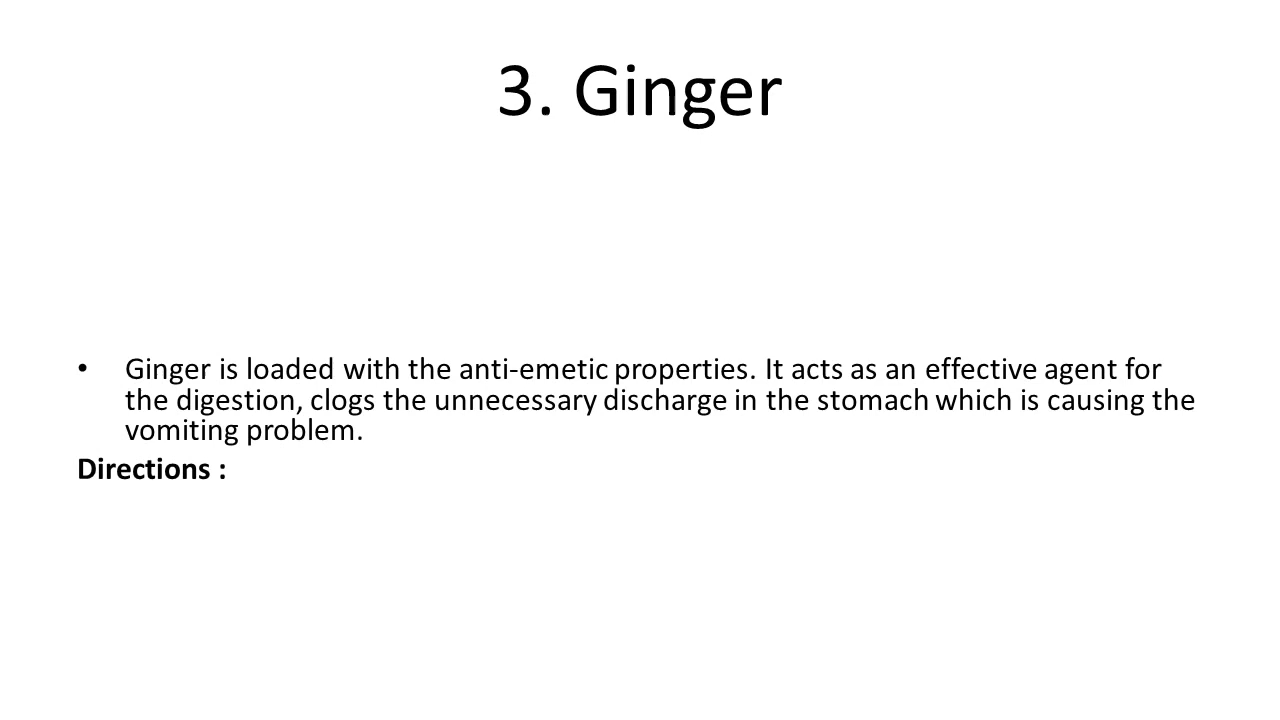 3. Ginger
• Ginger is loaded with the anti-emetic properties. It acts as an effective agent for
the digestion, clogs the unnecessary discharge in the stomach which is causing the
vomiting problem.
Directions :